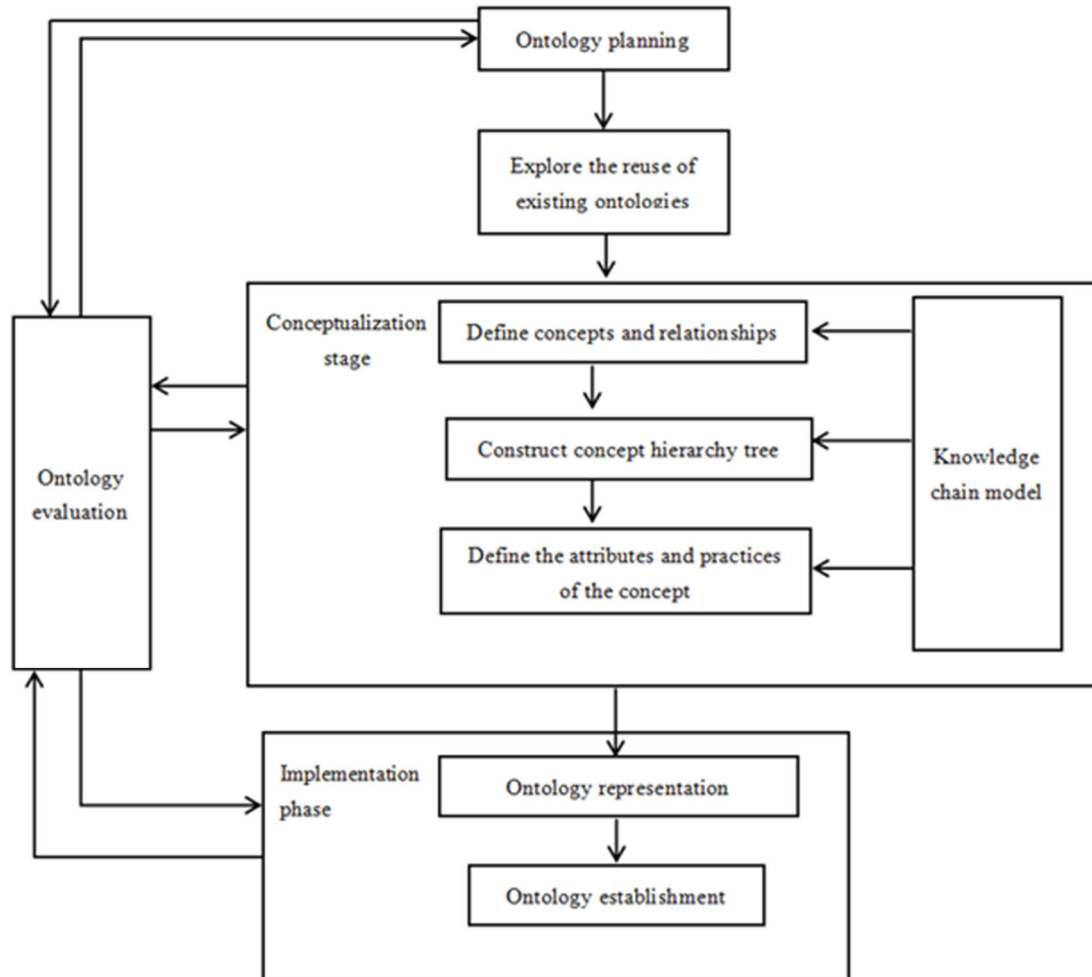 Ontology planning
Explore the reuse of
existing ontologies
Conceptualization
stage
Define concepts and relationships
Construct concept hierarchy tree
Define the attributes and practices
of the concept
Knowledge
chain model
Ontology
evaluation
Implementation
phase
Ontology representation
Ontology establishment